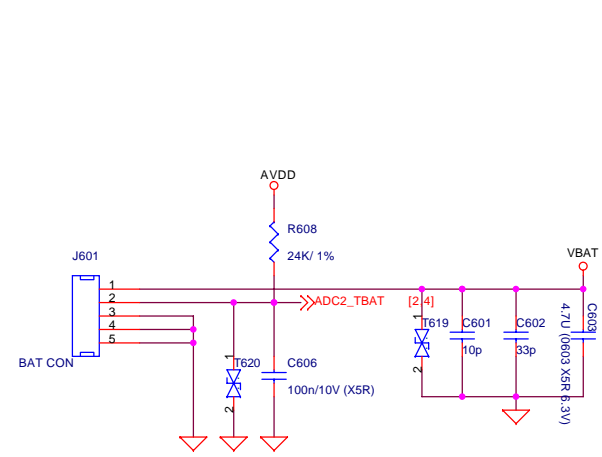 AVDD
R608
24K/ 1%
J601
VBAT
1
2
3
4
5
ADC2_TBAT
[2,4]
BAT CON
1
T619
2
C601
10p
C602
33p
C603
4.7U (0603 X5R 6.3V)
1
T620
2
C606
100n/10V (X5R)